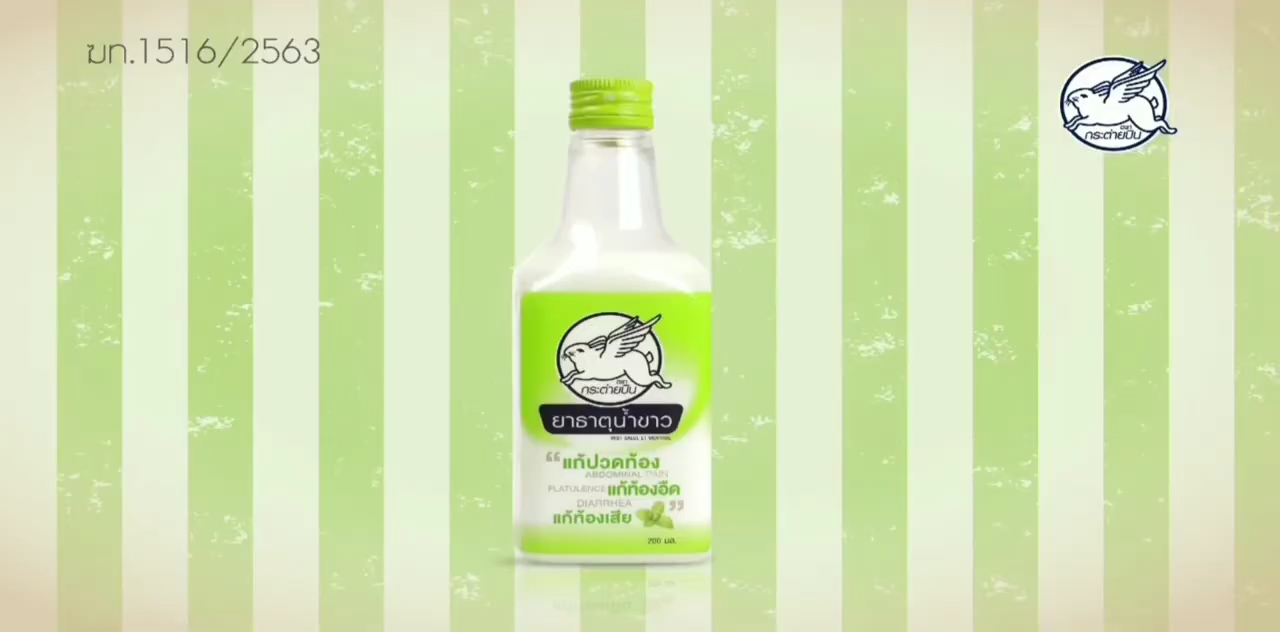 ฆท.1516/2563
ตรา
กระต่ายบิน
ตรา
กระต่ายบิน
ยาธาตุน้ำขาว
“แก้ปวดท้อง
ABDOMINAL PAIN
FLATULENCE แก้ท้องอืด
DIARRHEA ”
แก้ท้องเสีย
200 มล.